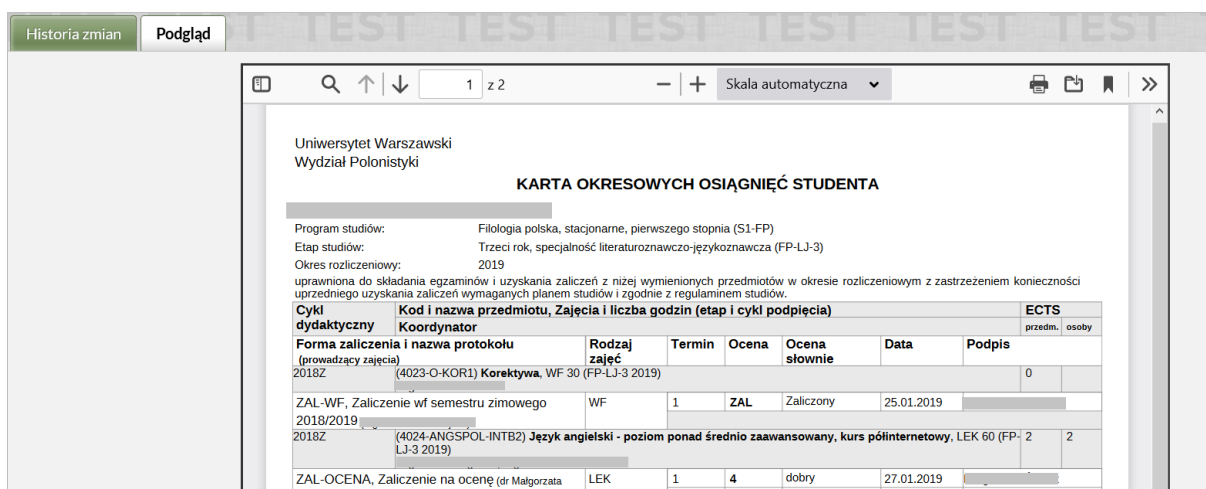 Historia zmian Podgląd TEST TEST TEST TEST TEST TEST
1 z 2 Skala automatyczna
Uniwersytet Warszawski
Wydział Polonistyki
KARTA OKRESOWYCH OSIĄGNIĘĆ STUDENTA
Program studiów: Filologia polska, stacjonarne, pierwszego stopnia (S1-FP)
Etap studiów: Trzeci rok, specjalność literaturoznawczo-językoznawcza (FP-LJ-3)
Okres rozliczeniowy: 2019
uprawniona do składania egzaminów i uzyskania zaliczeń z niżej wymienionych przedmiotów w okresie rozliczeniowym z zastrzeżeniem konieczności
uprzedniego uzyskania zaliczeń wymaganych planem studiów i zgodnie z regulaminem studiów.
Cykl Kod i nazwa przedmiotu, Zajęcia i liczba godzin (etap i cykl podpięcia) ECTS
dydaktyczny Koordynator przedm. osoby
Forma zaliczenia i nazwa protokołu Rodzaj Termin Ocena Ocena Data Podpis
(prowadzący zajęcia) zajęć słownie
2018Z (4023-O-KOR1) Korektywa, WF 30 (FP-LJ-3 2019) 0
ZAL-WF, Zaliczenie wf semestru zimowego WF 1 ZAL Zaliczony 25.01.2019
2018/2019
2018Z (4024-ANGSPOL-INTB2) Język angielski - poziom ponad średnio zaawansowany, kurs półinternetowy, LEK 60 (FP- 2 2
LJ-3 2019)
ZAL-OCENA, Zaliczenie na ocenę (dr Małgorzata LEK 1 4 dobry 27.01.2019